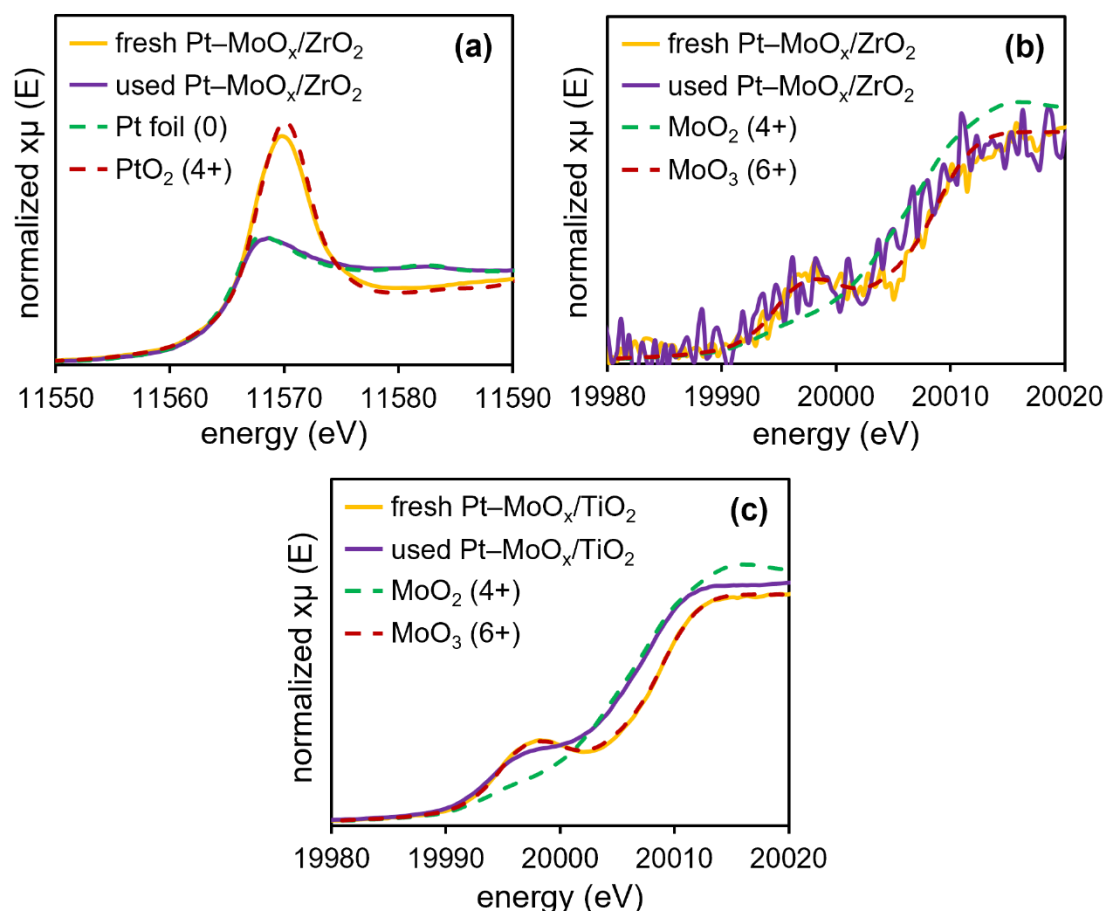 (a)
fresh Pt–MoOₓ/ZrO₂
used Pt–MoOₓ/ZrO₂
Pt foil (0)
PtO₂ (4+)
normalized xμ (E)
11550 11560 11570 11580 11590
energy (eV)
(b)
fresh Pt–MoOₓ/ZrO₂
used Pt–MoOₓ/ZrO₂
MoO₂ (4+)
MoO₃ (6+)
normalized xμ (E)
19980 19990 20000 20010 20020
energy (eV)
(c)
fresh Pt–MoOₓ/TiO₂
used Pt–MoOₓ/TiO₂
MoO₂ (4+)
MoO₃ (6+)
normalized xμ (E)
19980 19990 20000 20010 20020
energy (eV)